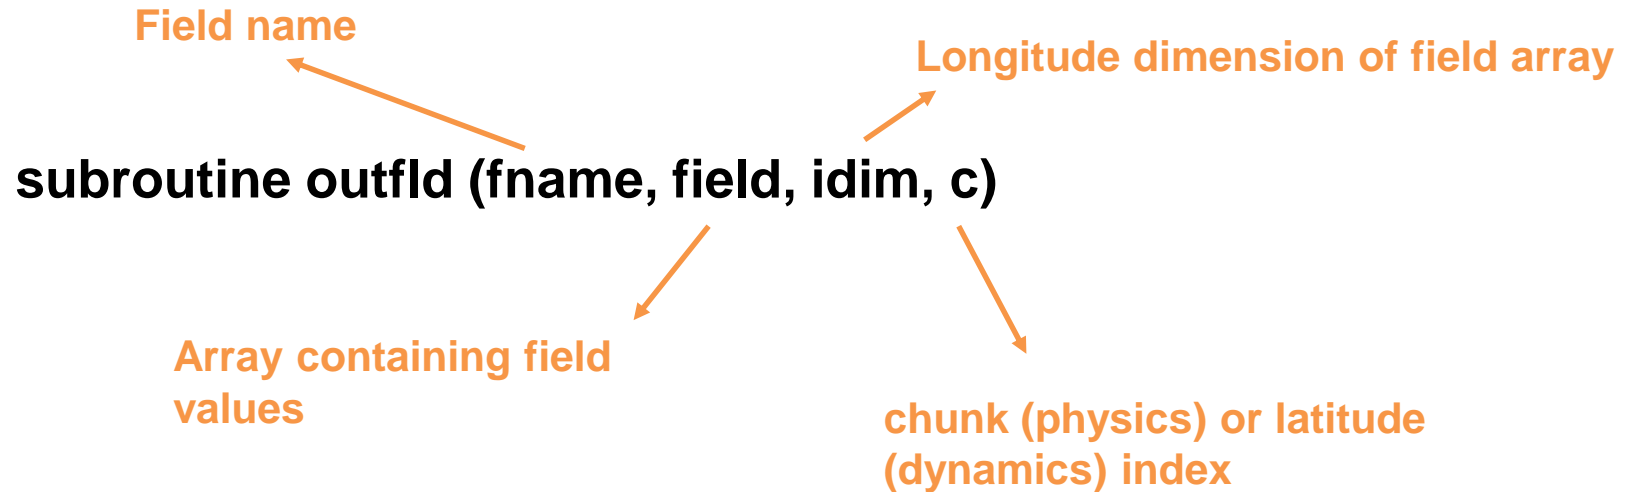 Field name
Longitude dimension of field array
subroutine outfld (fname, field, idim, c)
Array containing field
values
chunk (physics) or latitude
(dynamics) index